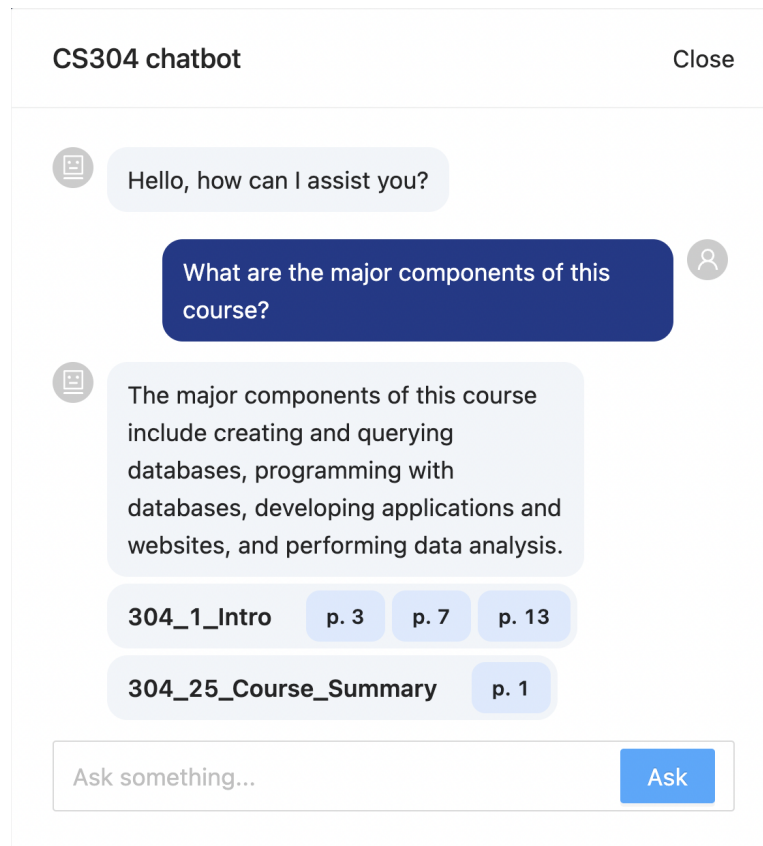 CS304 chatbot
Close
Hello, how can I assist you?
What are the major components of this
course?
The major components of this course
include creating and querying
databases, programming with
databases, developing applications and
websites, and performing data analysis.
304_1_Intro p. 3 p. 7 p. 13
304_25_Course_Summary p. 1
Ask something...
Ask